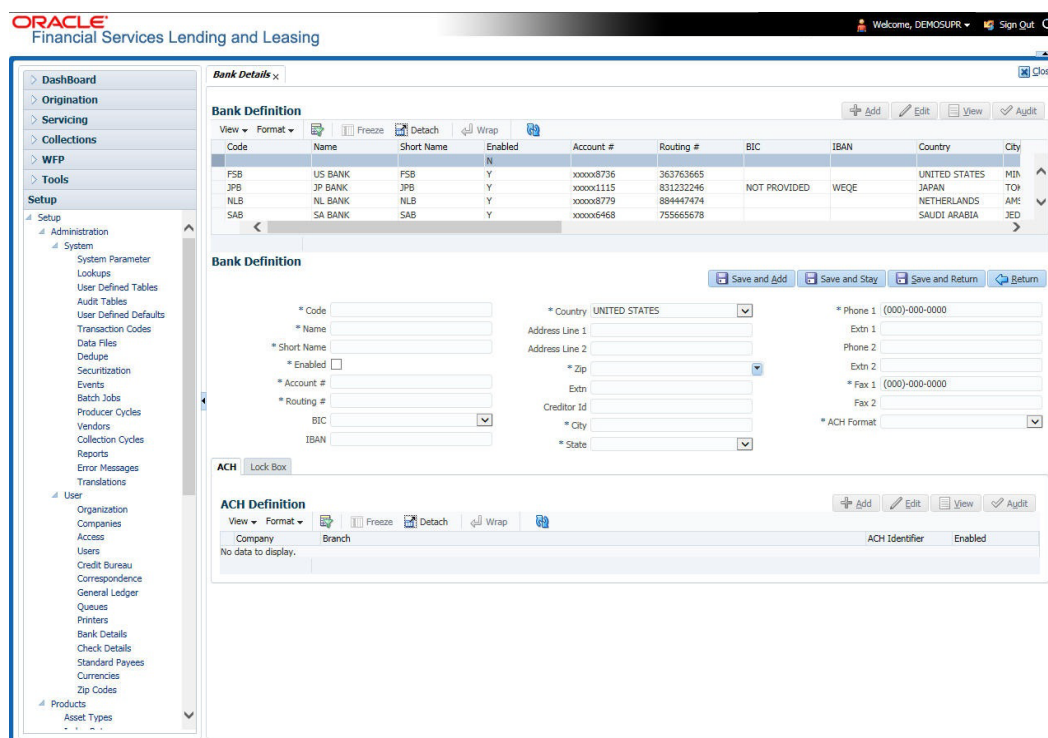 ORACLE
Financial Services Lending and Leasing
Welcome, DEMOSUPR
Sign Out
DashBoard
Origination
Servicing
Collections
WFP
Tools
Setup
Setup
Administration
System
System Parameter
Lookups
User Defined Tables
Audit Tables
User Defined Defaults
Transaction Codes
Data Files
Dedupe
Securitization
Events
Batch Jobs
Producer Cycles
Vendors
Collection Cycles
Reports
Error Messages
Translations
User
Organization
Companies
Access
Users
Credit Bureau
Correspondence
General Ledger
Queues
Printers
Bank Details
Check Details
Standard Payees
Currencies
Zip Codes
Products
Asset Types
Bank Details
Clos
Bank Definition
Add Edit View Audit
View Format Freeze Detach Wrap
Code Name Short Name Enabled Account # Routing # BIC IBAN Country City
N
FSB US BANK FSB Y xxxxx8736 363763665 UNITED STATES MIN
JPB JP BANK JPB Y xxxxx1115 831232246 NOT PROVIDED WEQE JAPAN TOK
NLB NL BANK NLB Y xxxxx8779 884447474 NETHERLANDS AMS
SAB SA BANK SAB Y xxxxx6468 755665678 SAUDI ARABIA JED
Bank Definition
Save and Add Save and Stay Save and Return Return
* Code
* Name
* Short Name
* Enabled
* Account #
* Routing #
BIC
IBAN
* Country UNITED STATES
Address Line 1
Address Line 2
* Zip
Extn
Creditor Id
* City
* State
* Phone 1 (000)-000-0000
Extn 1
Phone 2
Extn 2
* Fax 1 (000)-000-0000
Fax 2
* ACH Format
ACH Lock Box
ACH Definition
Add Edit View Audit
View Format Freeze Detach Wrap
Company Branch ACH Identifier Enabled
No data to display.